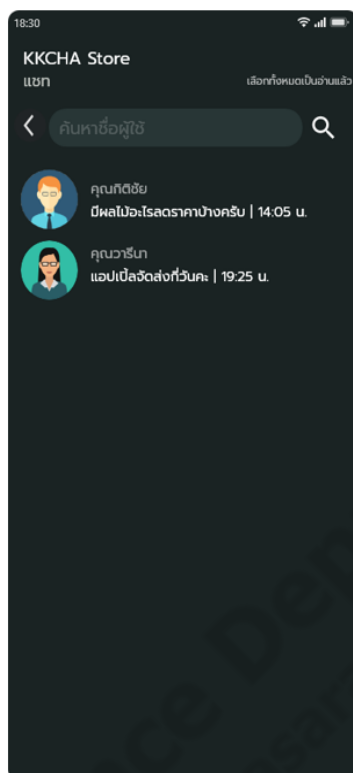 18:30
KKCHA Store
แชท
เลือกทั้งหมดเป็นอ่านแล้ว
ค้นหาชื่อผู้ใช้
คุณกิติชัย
มีผลไม้อะไรลดราคาบ้างครับ | 14:05 น.
คุณวารีนา
แอปเปิ้ลจัดส่งกี่วันคะ | 19:25 น.